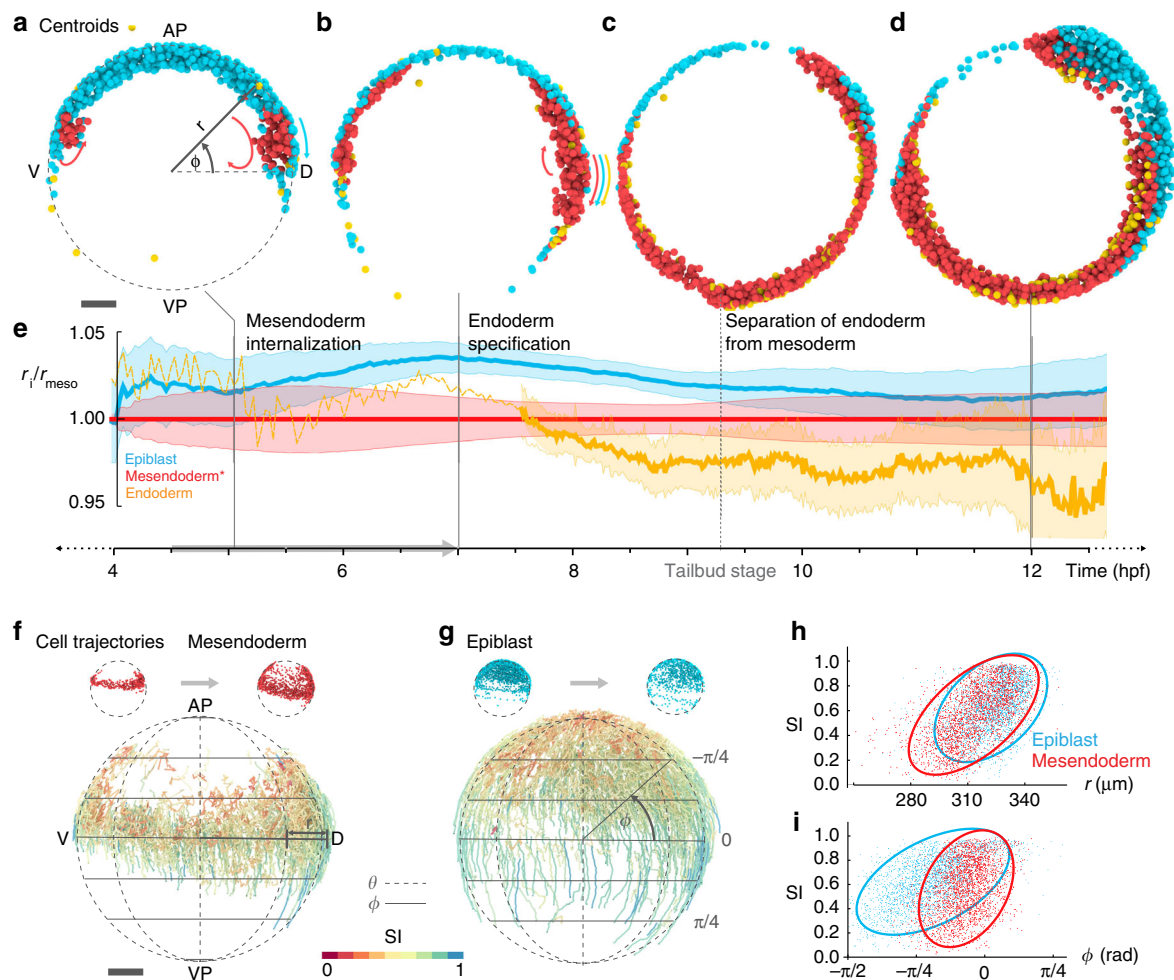 a
Centroids
AP
b
c
d
r
ϕ
V
D
VP
e
Mesendoderm internalization
Endoderm specification
Separation of endoderm from mesoderm
1.05
r_i/r_meso
1.00
0.95
Epiblast
Mesendoderm*
Endoderm
4
6
8
Tailbud stage
10
12
Time (hpf)
f
Cell trajectories
Mesendoderm
AP
V
D
VP
θ
ϕ
SI
0
1
g
Epiblast
−π/4
ϕ
0
π/4
h
1.0
0.8
0.6
SI
0.4
0.2
0.0
Epiblast
Mesendoderm
280
310
340
r (μm)
i
1.0
0.8
SI
0.6
0.4
0.2
0.0
−π/2
−π/4
0
π/4
ϕ (rad)